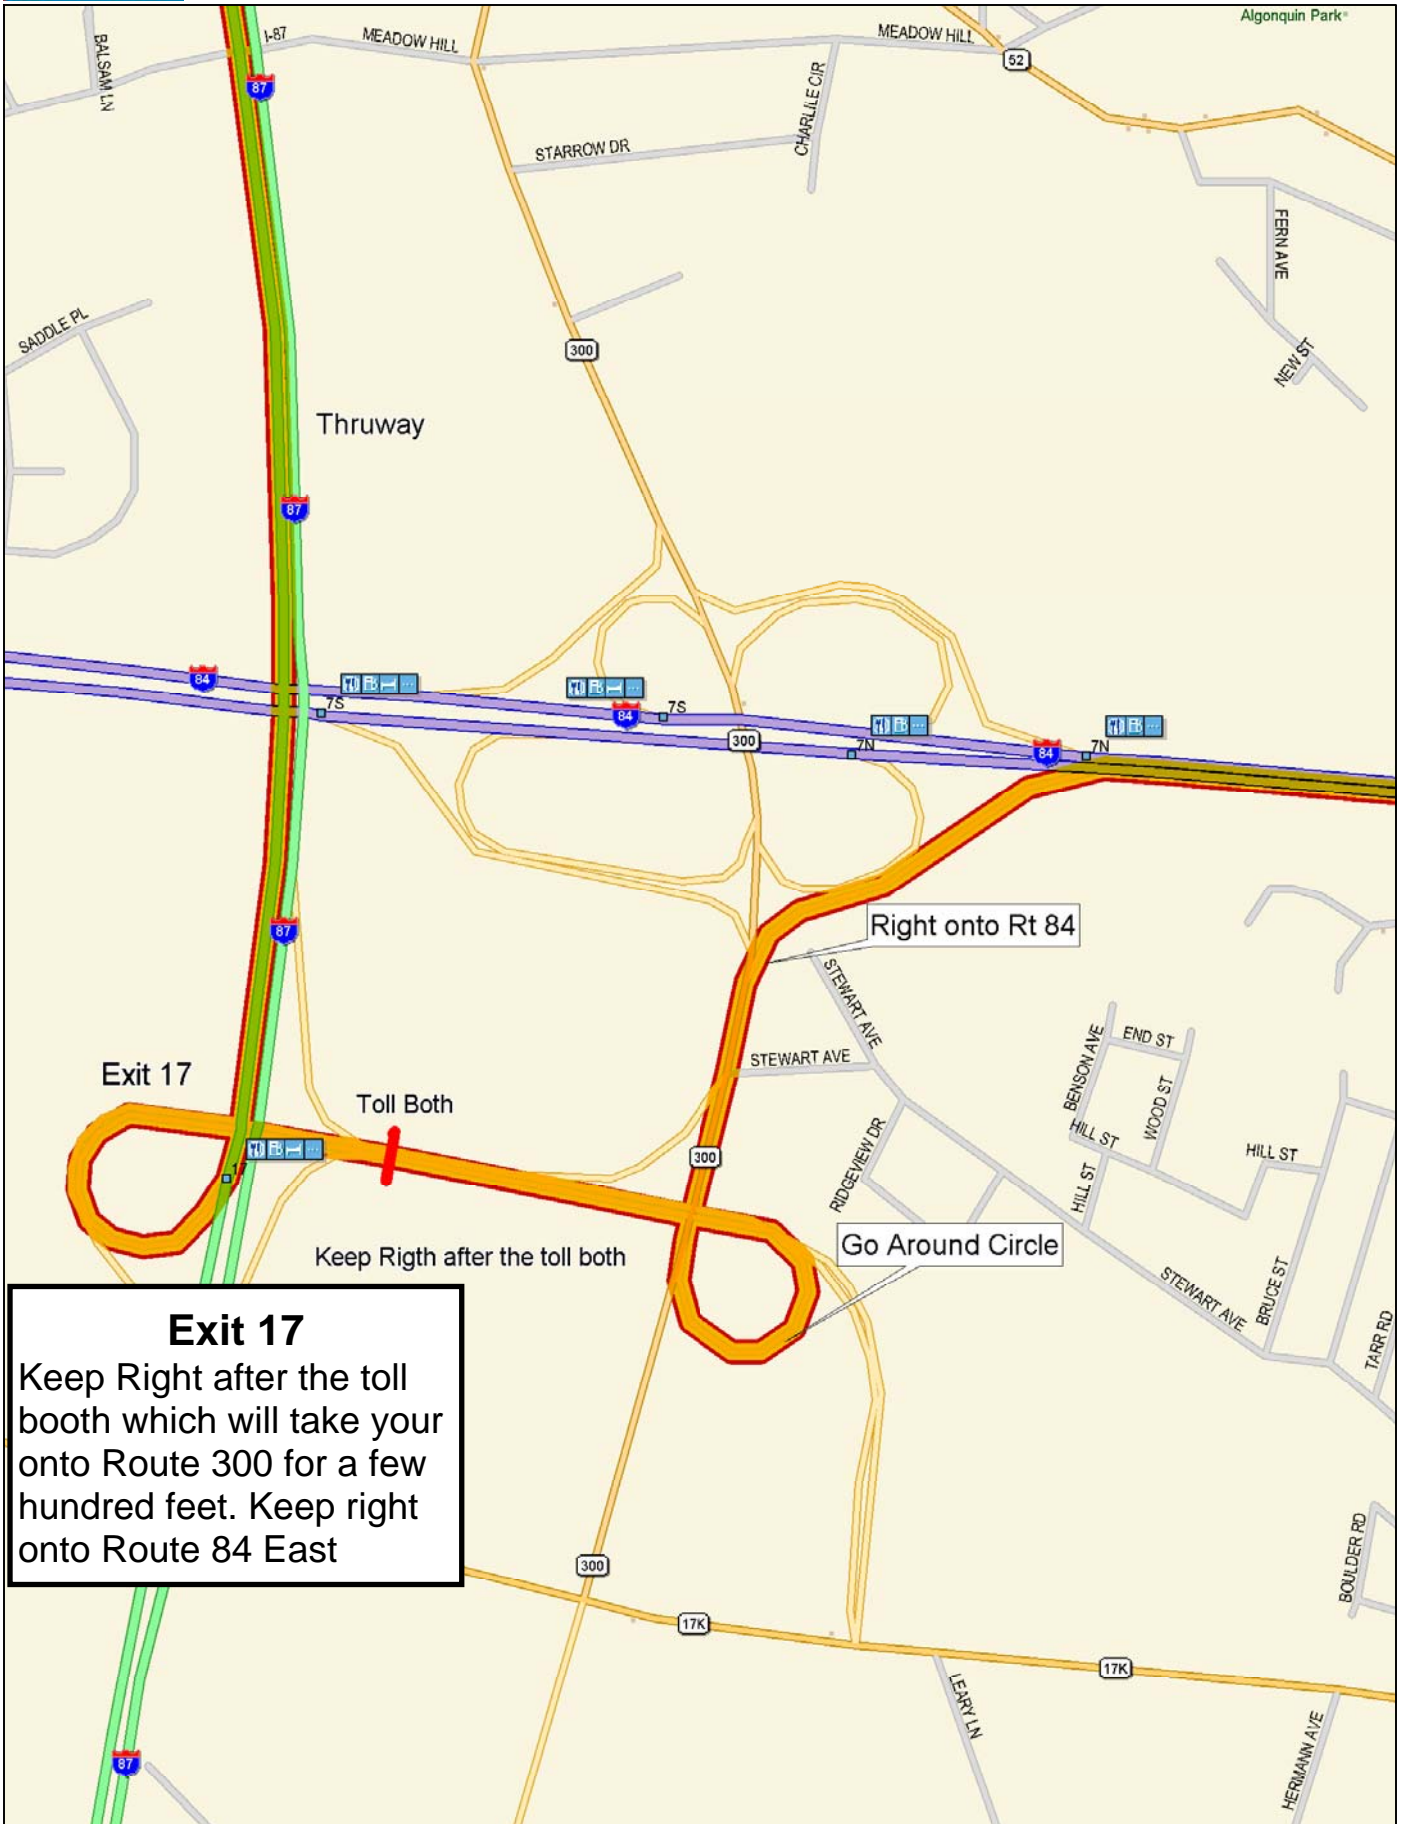 Algonquin Park
BALSAM LN
I-87
MEADOW HILL
MEADOW HILL
52
87
CHARLILE CIR
STARROW DR
FERN AVE
SADDLE PL
300
NEW ST
Thruway
87
84
7S
7S
84
300
7N
84
7N
Right onto Rt 84
87
STEWART AVE
STEWART AVE
BENSON AVE
END ST
WOOD ST
Exit 17
Toll Both
HILL ST
HILL ST
HILL ST
RIDGEVIEW DR
300
17
Go Around Circle
Keep Rigth after the toll both
STEWART AVE
BRUCE ST
TARR RD
Exit 17
Keep Right after the toll
booth which will take your
onto Route 300 for a few
hundred feet. Keep right
onto Route 84 East
BOULDER RD
300
17K
17K
LEARY LN
HERMANN AVE
87